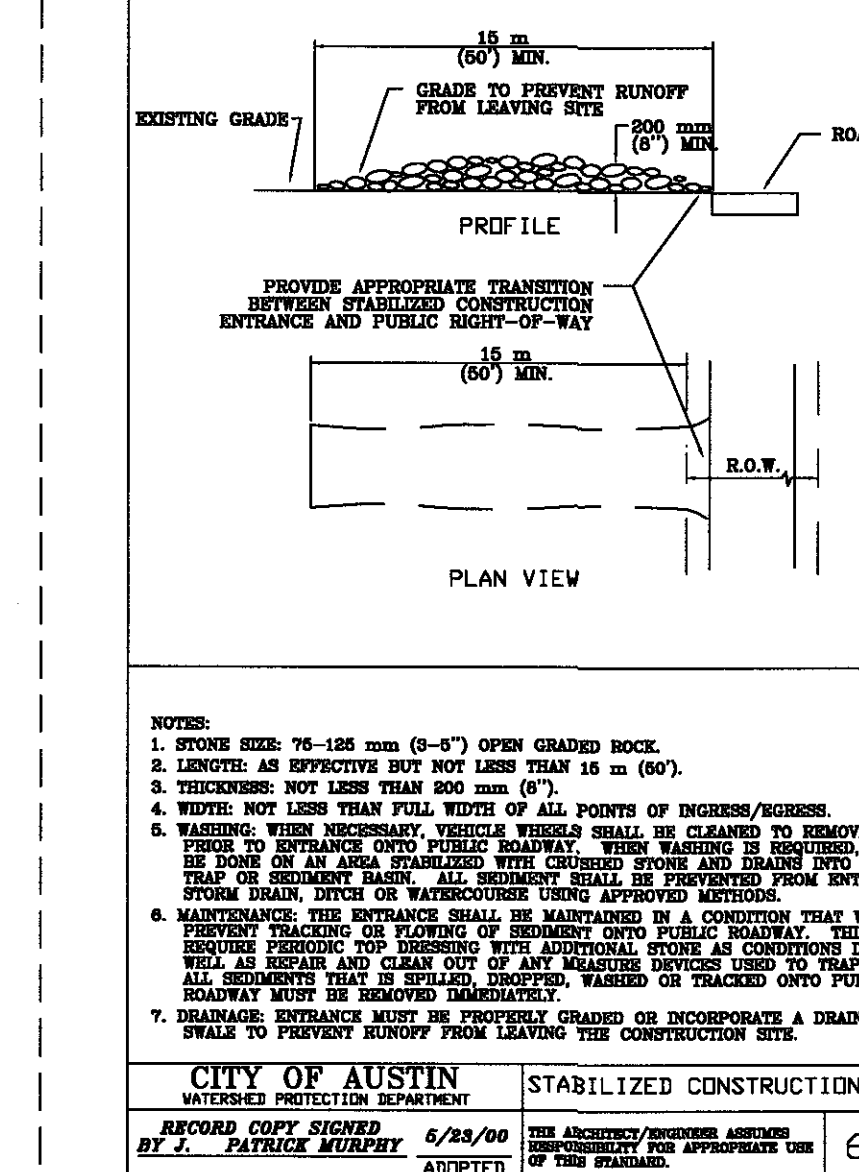 15 m
(50') MIN.
GRADE TO PREVENT RUNOFF
FROM LEAVING SITE
EXISTING GRADE
200 mm
(8") MIN.
PROFILE
PROVIDE APPROPRIATE TRANSITION
BETWEEN STABILIZED CONSTRUCTION
ENTRANCE AND PUBLIC RIGHT-OF-WAY
15 m
(50') MIN.
R.O.W.
PLAN VIEW
NOTES:
1. STONE SIZE: 75-125 mm (3-5") OPEN GRADED ROCK.
2. LENGTH: AS EFFECTIVE BUT NOT LESS THAN 15 m (50').
3. THICKNESS: NOT LESS THAN 200 mm (8").
4. WIDTH: NOT LESS THAN FULL WIDTH OF ALL POINTS OF INGRESS/EGRESS.
5. WASHING: WHEN NECESSARY, VEHICLE WHEELS SHALL BE CLEANED TO REMOV
PRIOR TO ENTRANCE ONTO PUBLIC ROADWAY. WHEN WASHING IS REQUIRED,
BE DONE ON AN AREA STABILIZED WITH CRUSHED STONE AND DRAINS INTO
TRAP OR SEDIMENT BASIN. ALL SEDIMENT SHALL BE PREVENTED FROM ENT
STORM DRAIN, DITCH OR WATERCOURSE USING APPROVED METHODS.
6. MAINTENANCE: THE ENTRANCE SHALL BE MAINTAINED IN A CONDITION THAT W
PREVENT TRACKING OR FLOWING OF SEDIMENT ONTO PUBLIC ROADWAY. THI
REQUIRE PERIODIC TOP DRESSING WITH ADDITIONAL STONE AS CONDITIONS D
WELL AS REPAIR AND CLEAN OUT OF ANY MEASURE DEVICES USED TO TRAP
ALL SEDIMENTS THAT IS SPILLED, DROPPED, WASHED OR TRACKED ONTO PU
ROADWAY MUST BE REMOVED IMMEDIATELY.
7. DRAINAGE: ENTRANCE MUST BE PROPERLY GRADED OR INCORPORATE A DRAIN
SWALE TO PREVENT RUNOFF FROM LEAVING THE CONSTRUCTION SITE.
CITY OF AUSTIN
WATERSHED PROTECTION DEPARTMENT
STABILIZED CONSTRUCTION
RECORD COPY SIGNED
BY J. PATRICK MURPHY
5/23/00
ADOPTED
THE ARCHITECT/ENGINEER ASSUMES
RESPONSIBILITY FOR APPROPRIATE USE
OF THIS STANDARD.